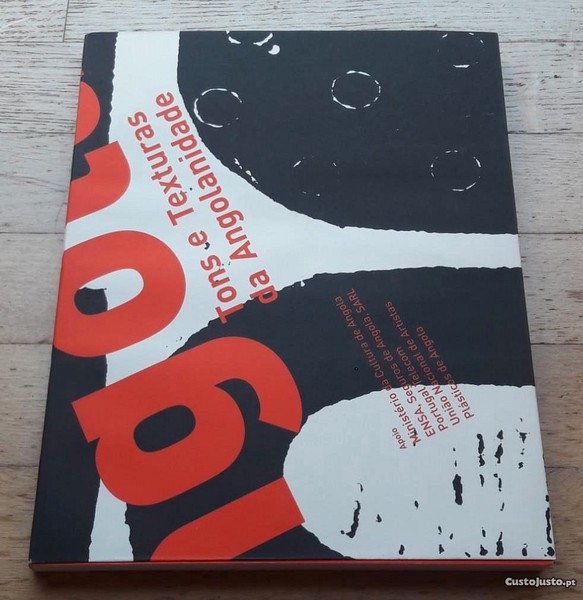 Tons e Texturas
da Angolanidade
Apoio
Ministério da Cultura de Angola
ENSA Seguros de Angola, SARL
Portugal Telecom
União Nacional de Artistas
Plásticos de Angola
CustoJusto.pt